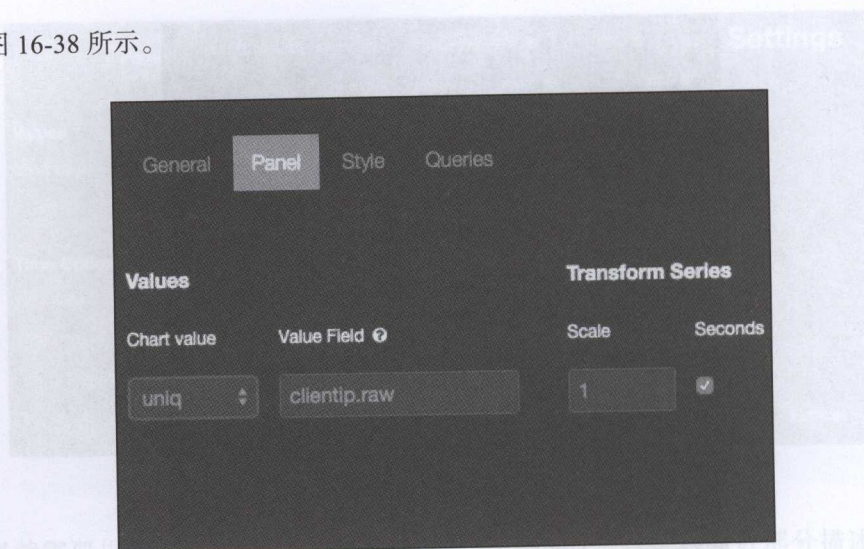 图 16-38 所示。
Settings
General Panel Style Queries
Values Transform Series
Chart value Value Field Scale Seconds
uniq clientip.raw 1